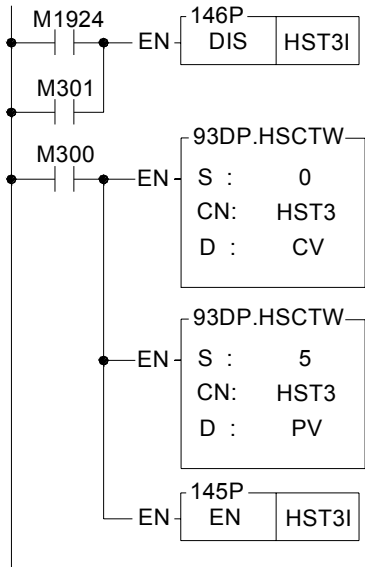 M1924
146P
EN DIS HST3I
M301
M300
93DP.HSCTW
EN S : 0
CN: HST3
D : CV
93DP.HSCTW
EN S : 5
CN: HST3
D : PV
145P
EN EN HST3I